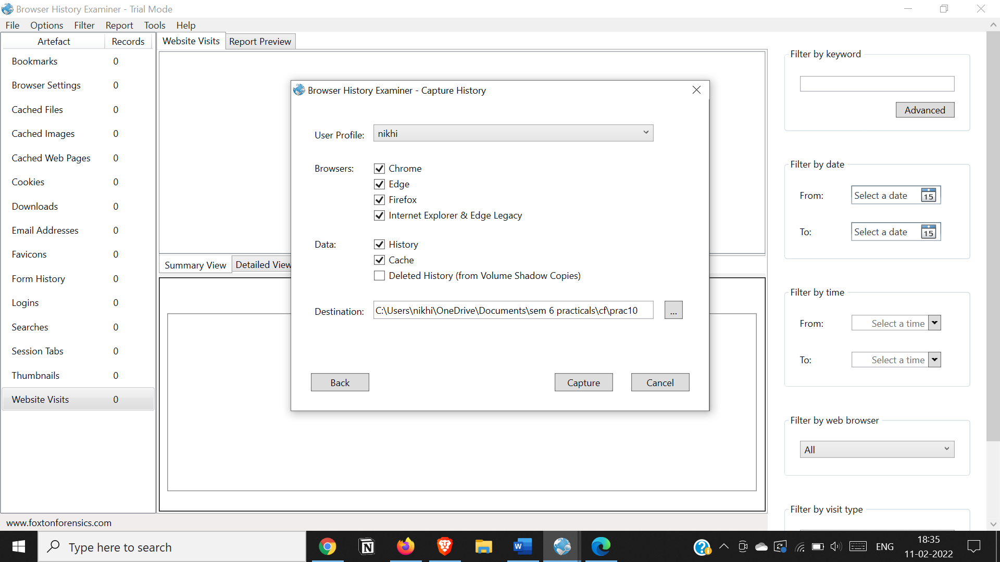 Browser History Examiner - Trial Mode
File Options Filter Report Tools Help
Artefact Records
Bookmarks 0
Browser Settings 0
Cached Files 0
Cached Images 0
Cached Web Pages 0
Cookies 0
Downloads 0
Email Addresses 0
Favicons 0
Form History 0
Logins 0
Searches 0
Session Tabs 0
Thumbnails 0
Website Visits 0
www.foxtonforensics.com
Website Visits Report Preview
Summary View Detailed View
Browser History Examiner - Capture History
User Profile: nikhi
Browsers: Chrome
Edge
Firefox
Internet Explorer & Edge Legacy
Data: History
Cache
Deleted History (from Volume Shadow Copies)
Destination: C:\Users\nikhi\OneDrive\Documents\sem 6 practicals\cf\prac10 ...
Back Capture Cancel
Filter by keyword
Advanced
Filter by date
From: Select a date 15
To: Select a date 15
Filter by time
From: Select a time
To: Select a time
Filter by web browser
All
Filter by visit type
Type here to search
ENG
18:35
11-02-2022